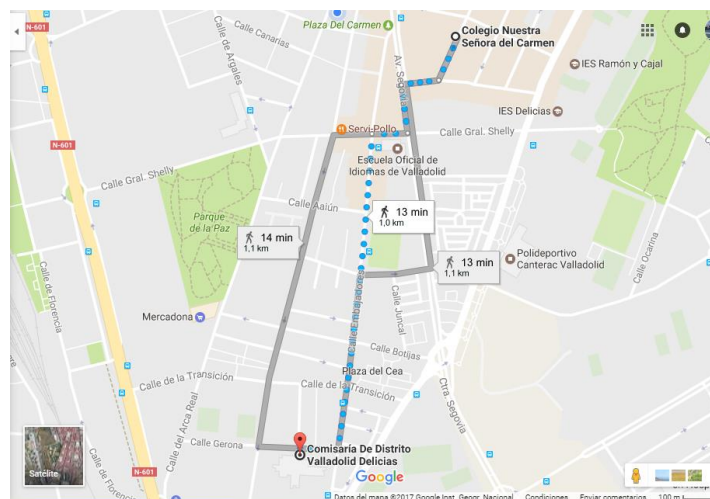 N-601
Plaza Del Carmen
Colegio Nuestra
Señora del Carmen
Calle Canarias
Calle de Argales
Av. Segovia
IES Ramón y Cajal
IES Delicias
Servi-Pollo
Calle Gral. Shelly
N-601
Escuela Oficial de
Idiomas de Valladolid
Calle Gral. Shelly
Calle Aaiún
13 min
1,0 km
Parque
de la Paz
14 min
1,1 km
Calle Ocarina
Polideportivo
Canterac Valladolid
13 min
1,1 km
Calle de Florencia
Calle Embajadores
Calle Juncal
Mercadona
Calle Botijas
Plaza del Cea
Calle de la Transición
Calle de la Transición
Ctra. Segovia
Calle del Arca Real
Calle Gerona
Comisaría De Distrito
Valladolid Delicias
Satélite
Calle de Florencia
N-601
Google
Datos del mapa ©2017 Google, Inst. Geogr. Nacional Condiciones Enviar comentarios 100 m